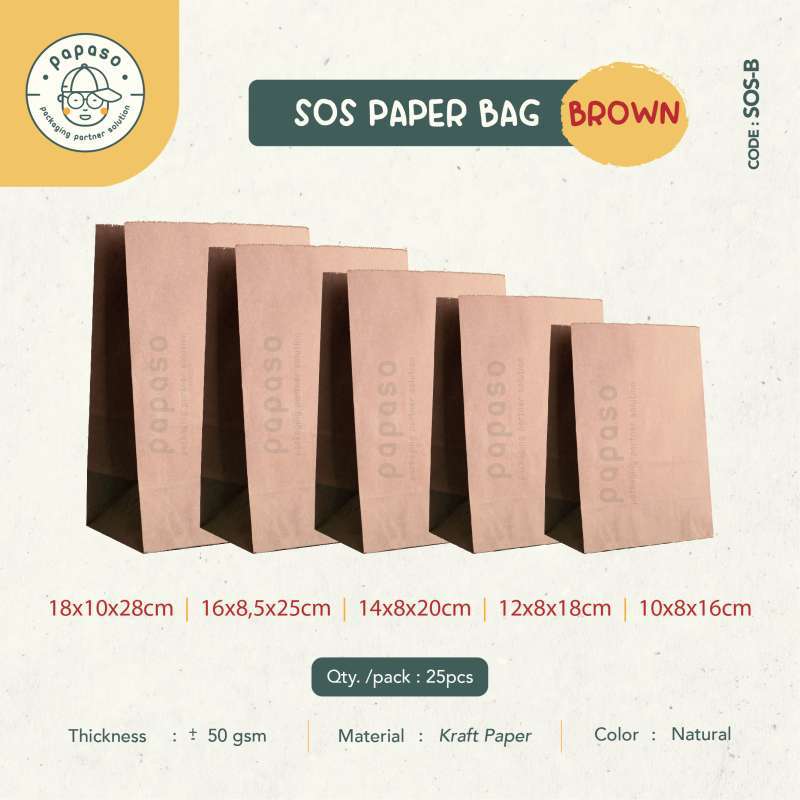 papaso
packaging partner solution
SOS PAPER BAG BROWN
CODE : SOS-B
papaso
packaging partner solution
papaso
packaging partner solution
papaso
packaging partner solution
papaso
packaging partner solution
papaso
packaging partner solution
18x10x28cm | 16x8,5x25cm | 14x8x20cm | 12x8x18cm | 10x8x16cm
Qty. /pack : 25pcs
Thickness : ± 50 gsm | Material : Kraft Paper | Color : Natural